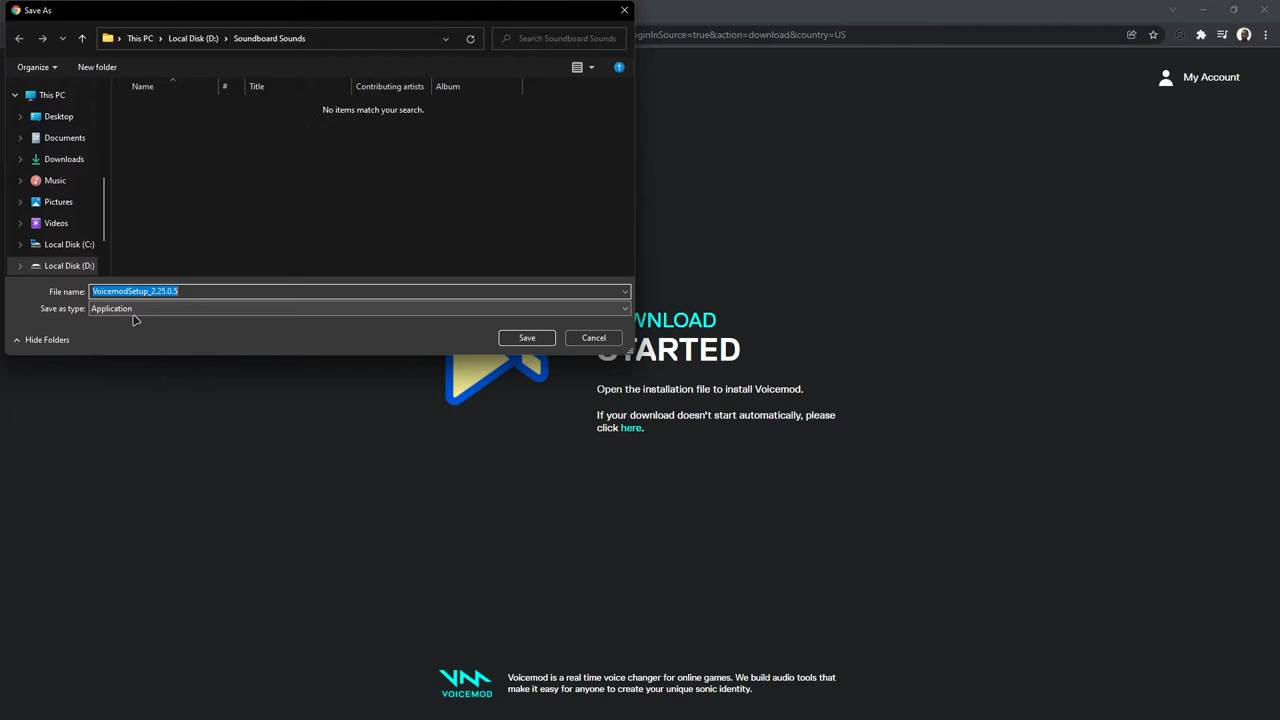 Save As
This PC
Local Disk (D:)
Soundboard Sounds
Search Soundboard Sounds
Organize
New folder
Name
#
Title
Contributing artists
Album
No items match your search.
This PC
Desktop
Documents
Downloads
Music
Pictures
Videos
Local Disk (C:)
Local Disk (D:)
File name:
VoicemodSetup_2.25.0.5
Save as type:
Application
Hide Folders
Save
Cancel
ginInSource=true&action=download&country=US
My Account
WNLOAD
STARTED
Open the installation file to install Voicemod.
If your download doesn't start automatically, please
click here.
VOICEMOD
Voicemod is a real time voice changer for online games. We build audio tools that
make it easy for anyone to create your unique sonic identity.